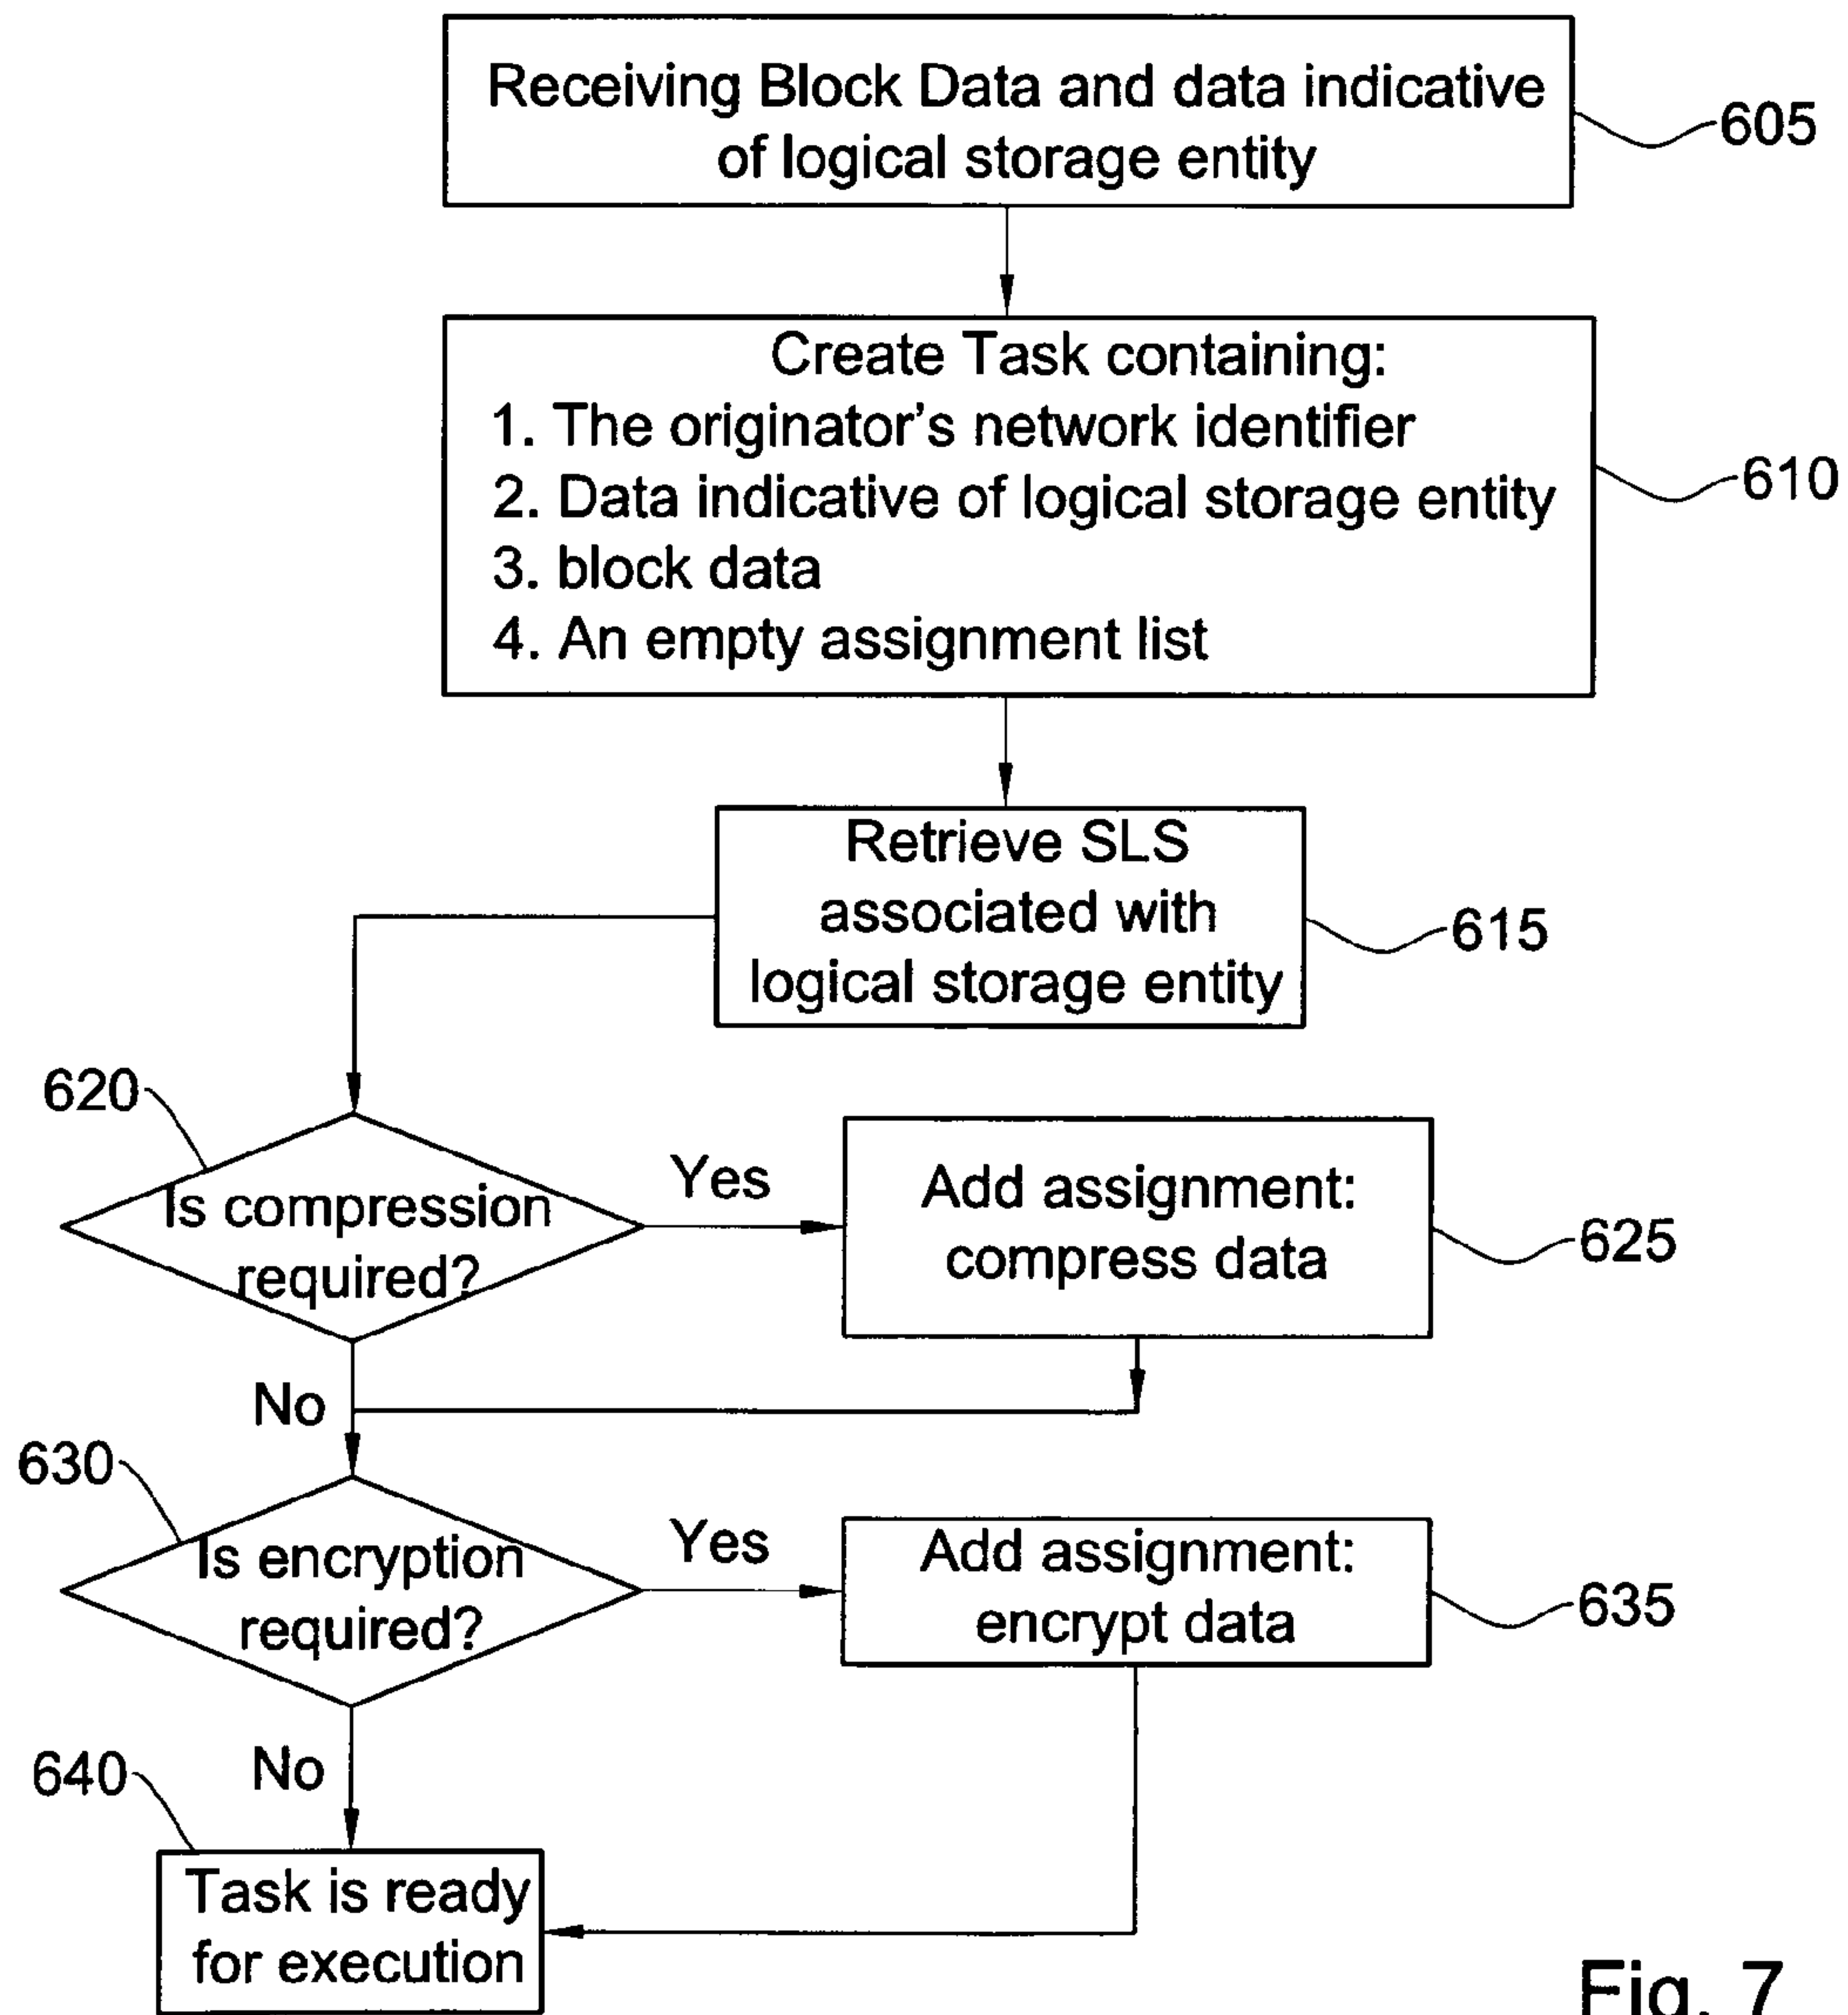 Receiving Block Data and data indicative
of logical storage entity
605
Create Task containing:
1. The originator's network identifier
2. Data indicative of logical storage entity
3. block data
4. An empty assignment list
610
Retrieve SLS
associated with
logical storage entity
615
620
Is compression
required?
Yes
Add assignment:
compress data
625
No
630
Is encryption
required?
Yes
Add assignment:
encrypt data
635
No
640
Task is ready
for execution
Fig. 7